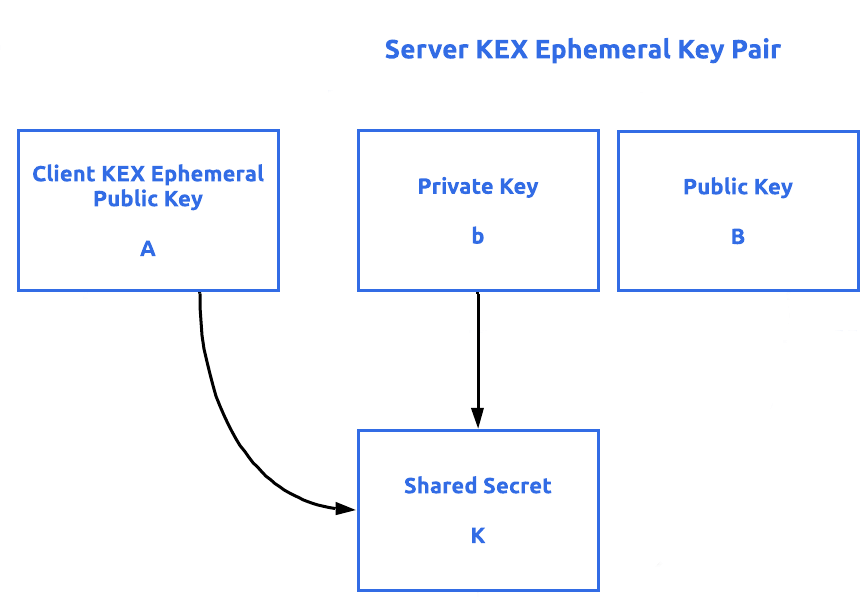 Server KEX Ephemeral Key Pair
Client KEX Ephemeral
Public Key
A
Private Key
b
Public Key
B
Shared Secret
K